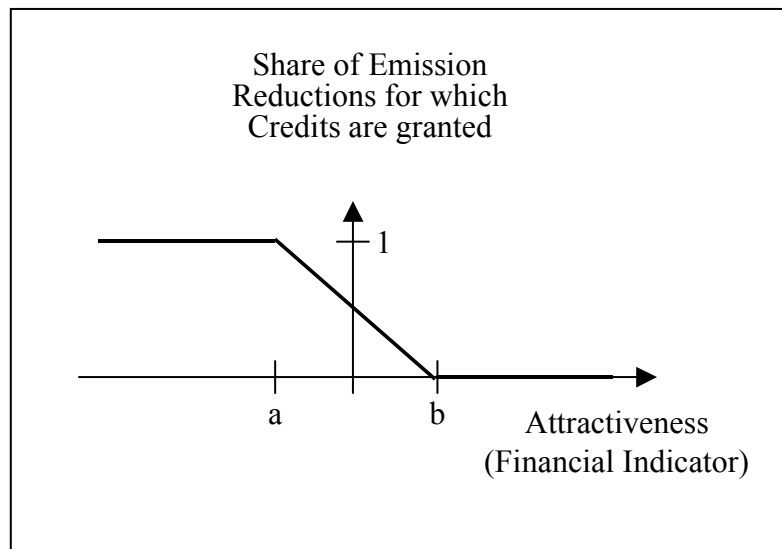 Share of Emission
Reductions for which
Credits are granted
1
a
b
Attractiveness
(Financial Indicator)